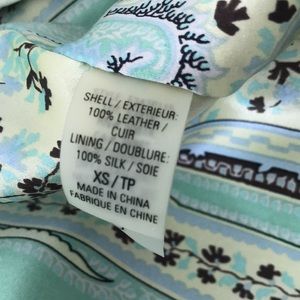 SHELL / EXTERIEUR:
100% LEATHER /
CUIR
LINING / DOUBLURE:
100% SILK / SOIE
XS / TP
MADE IN CHINA
FABRIQUE EN CHINE